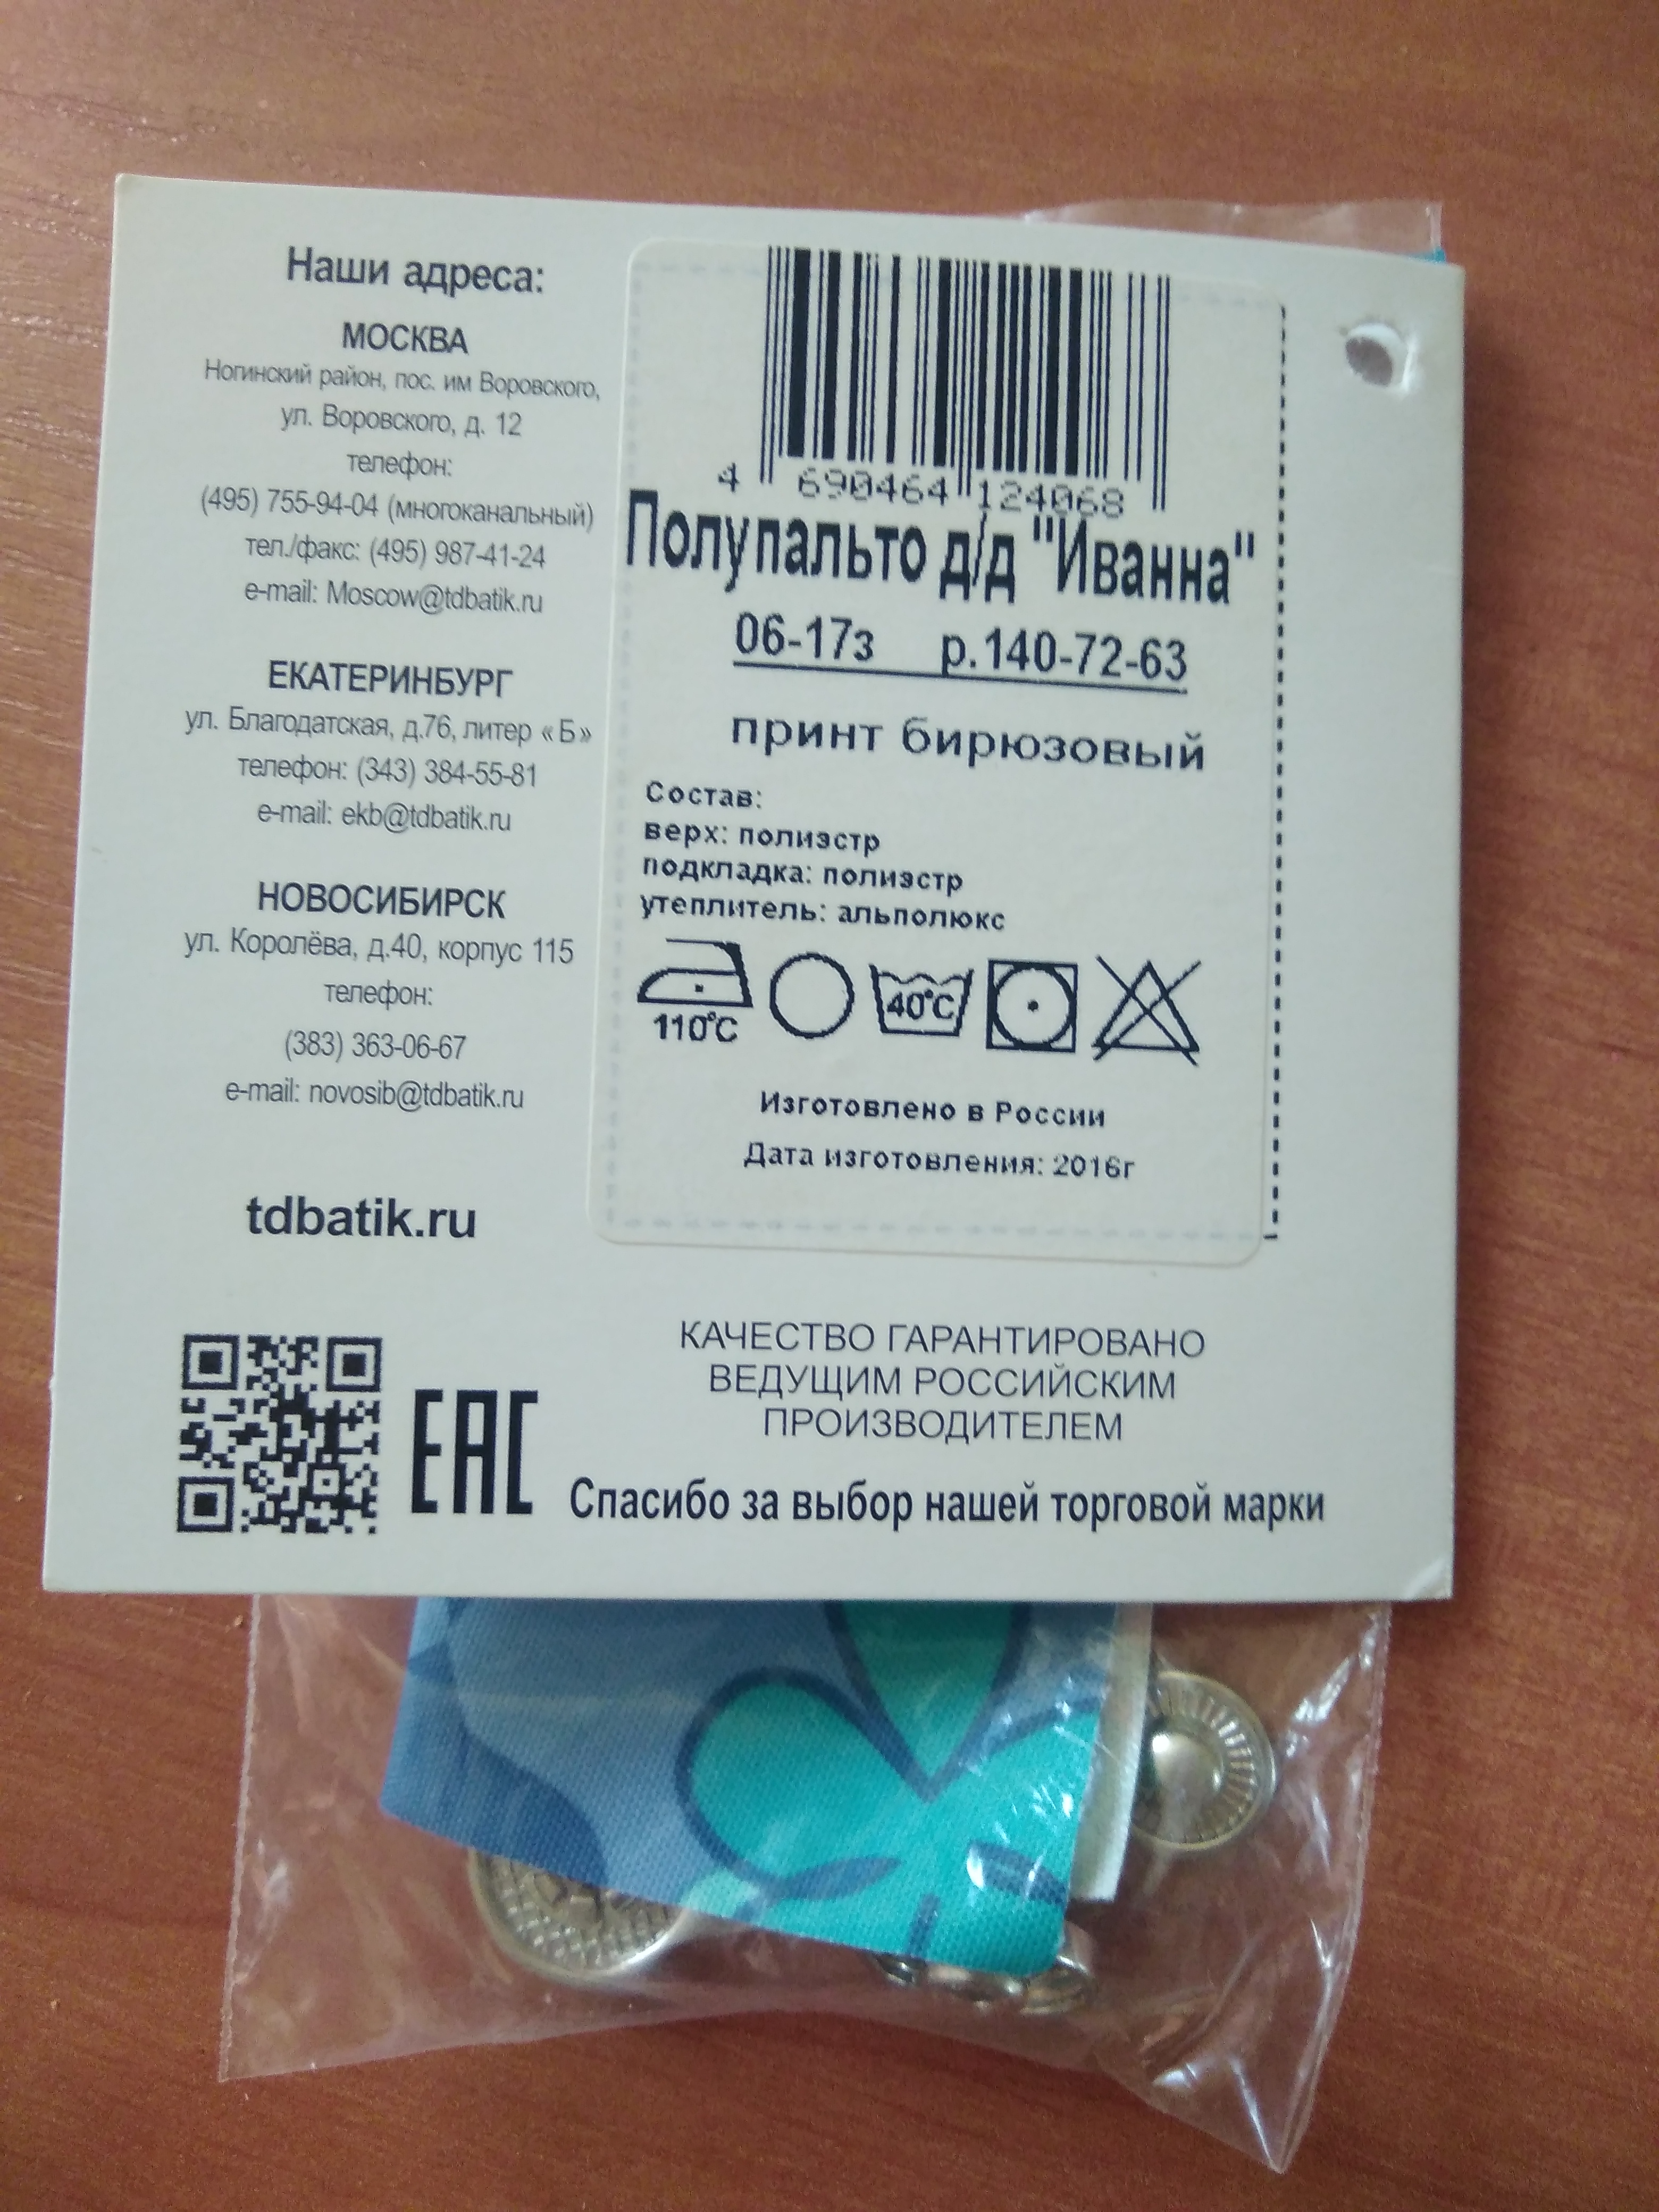 Наши адреса:
МОСКВА
Ногинский район, пос. им Воровского,
ул. Воровского, д. 12
телефон:
(495) 755-94-04 (многоканальный)
тел./факс: (495) 987-41-24
e-mail: Moscow@tdbatik.ru
ЕКАТЕРИНБУРГ
ул. Благодатская, д.76, литер «Б»
телефон: (343) 384-55-81
e-mail: ekb@tdbatik.ru
НОВОСИБИРСК
ул. Королёва, д.40, корпус 115
телефон:
(383) 363-06-67
e-mail: novosib@tdbatik.ru
tdbatik.ru
4 690464 124068
Полупальто д/д "Иванна"
06-17з р.140-72-63
принт бирюзовый
Состав:
верх: полиэстр
подкладка: полиэстр
утеплитель: альполюкс
110°C 40°C
Изготовлено в России
Дата изготовления: 2016г
КАЧЕСТВО ГАРАНТИРОВАНО
ВЕДУЩИМ РОССИЙСКИМ
ПРОИЗВОДИТЕЛЕМ
EAC
Спасибо за выбор нашей торговой марки